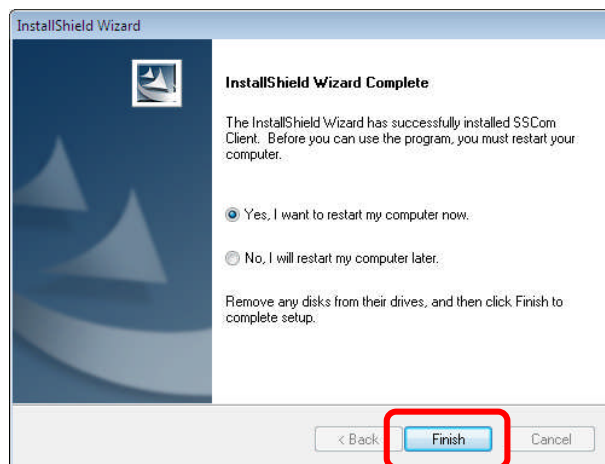 InstallShield Wizard
InstallShield Wizard Complete
The InstallShield Wizard has successfully installed SSCom
Client. Before you can use the program, you must restart your
computer.
Yes, I want to restart my computer now.
No, I will restart my computer later.
Remove any disks from their drives, and then click Finish to
complete setup.
< Back
Finish
Cancel